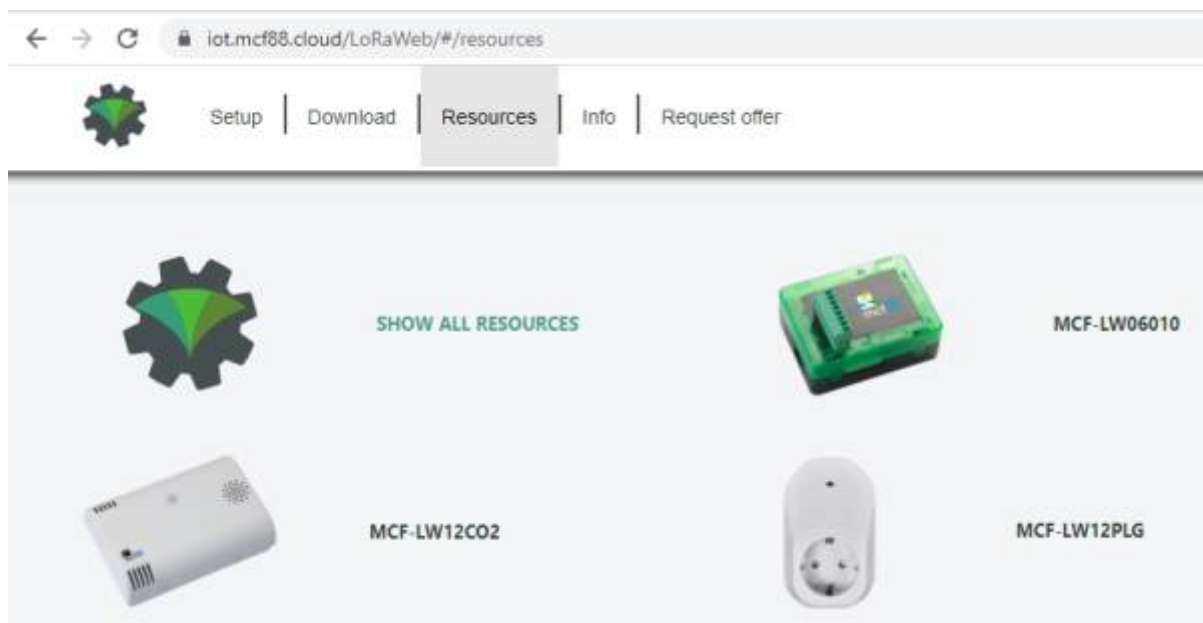 iot.mcf88.cloud/LoRaWeb/#/resources
Setup Download Resources Info Request offer
SHOW ALL RESOURCES
MCF-LW06010
MCF-LW12CO2
MCF-LW12PLG